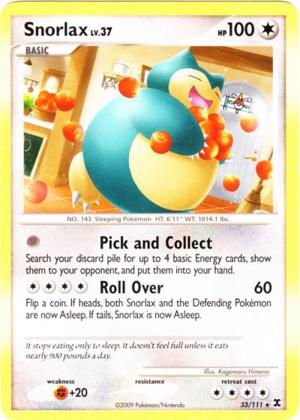 Snorlax LV.37
HP 100
BASIC
NO. 143 Sleeping Pokémon HT: 6'11" WT: 1014.1 lbs.
Pick and Collect
Search your discard pile for up to 4 basic Energy cards, show
them to your opponent, and put them into your hand.
Roll Over 60
Flip a coin. If heads, both Snorlax and the Defending Pokémon
are now Asleep. If tails, Snorlax is now Asleep.
It stops eating only to sleep. It doesn't feel full unless it eats
nearly 900 pounds a day.
Illus. Kagemaru Himeno
weakness resistance retreat cost
+20
©2009 Pokémon/Nintendo 33/111